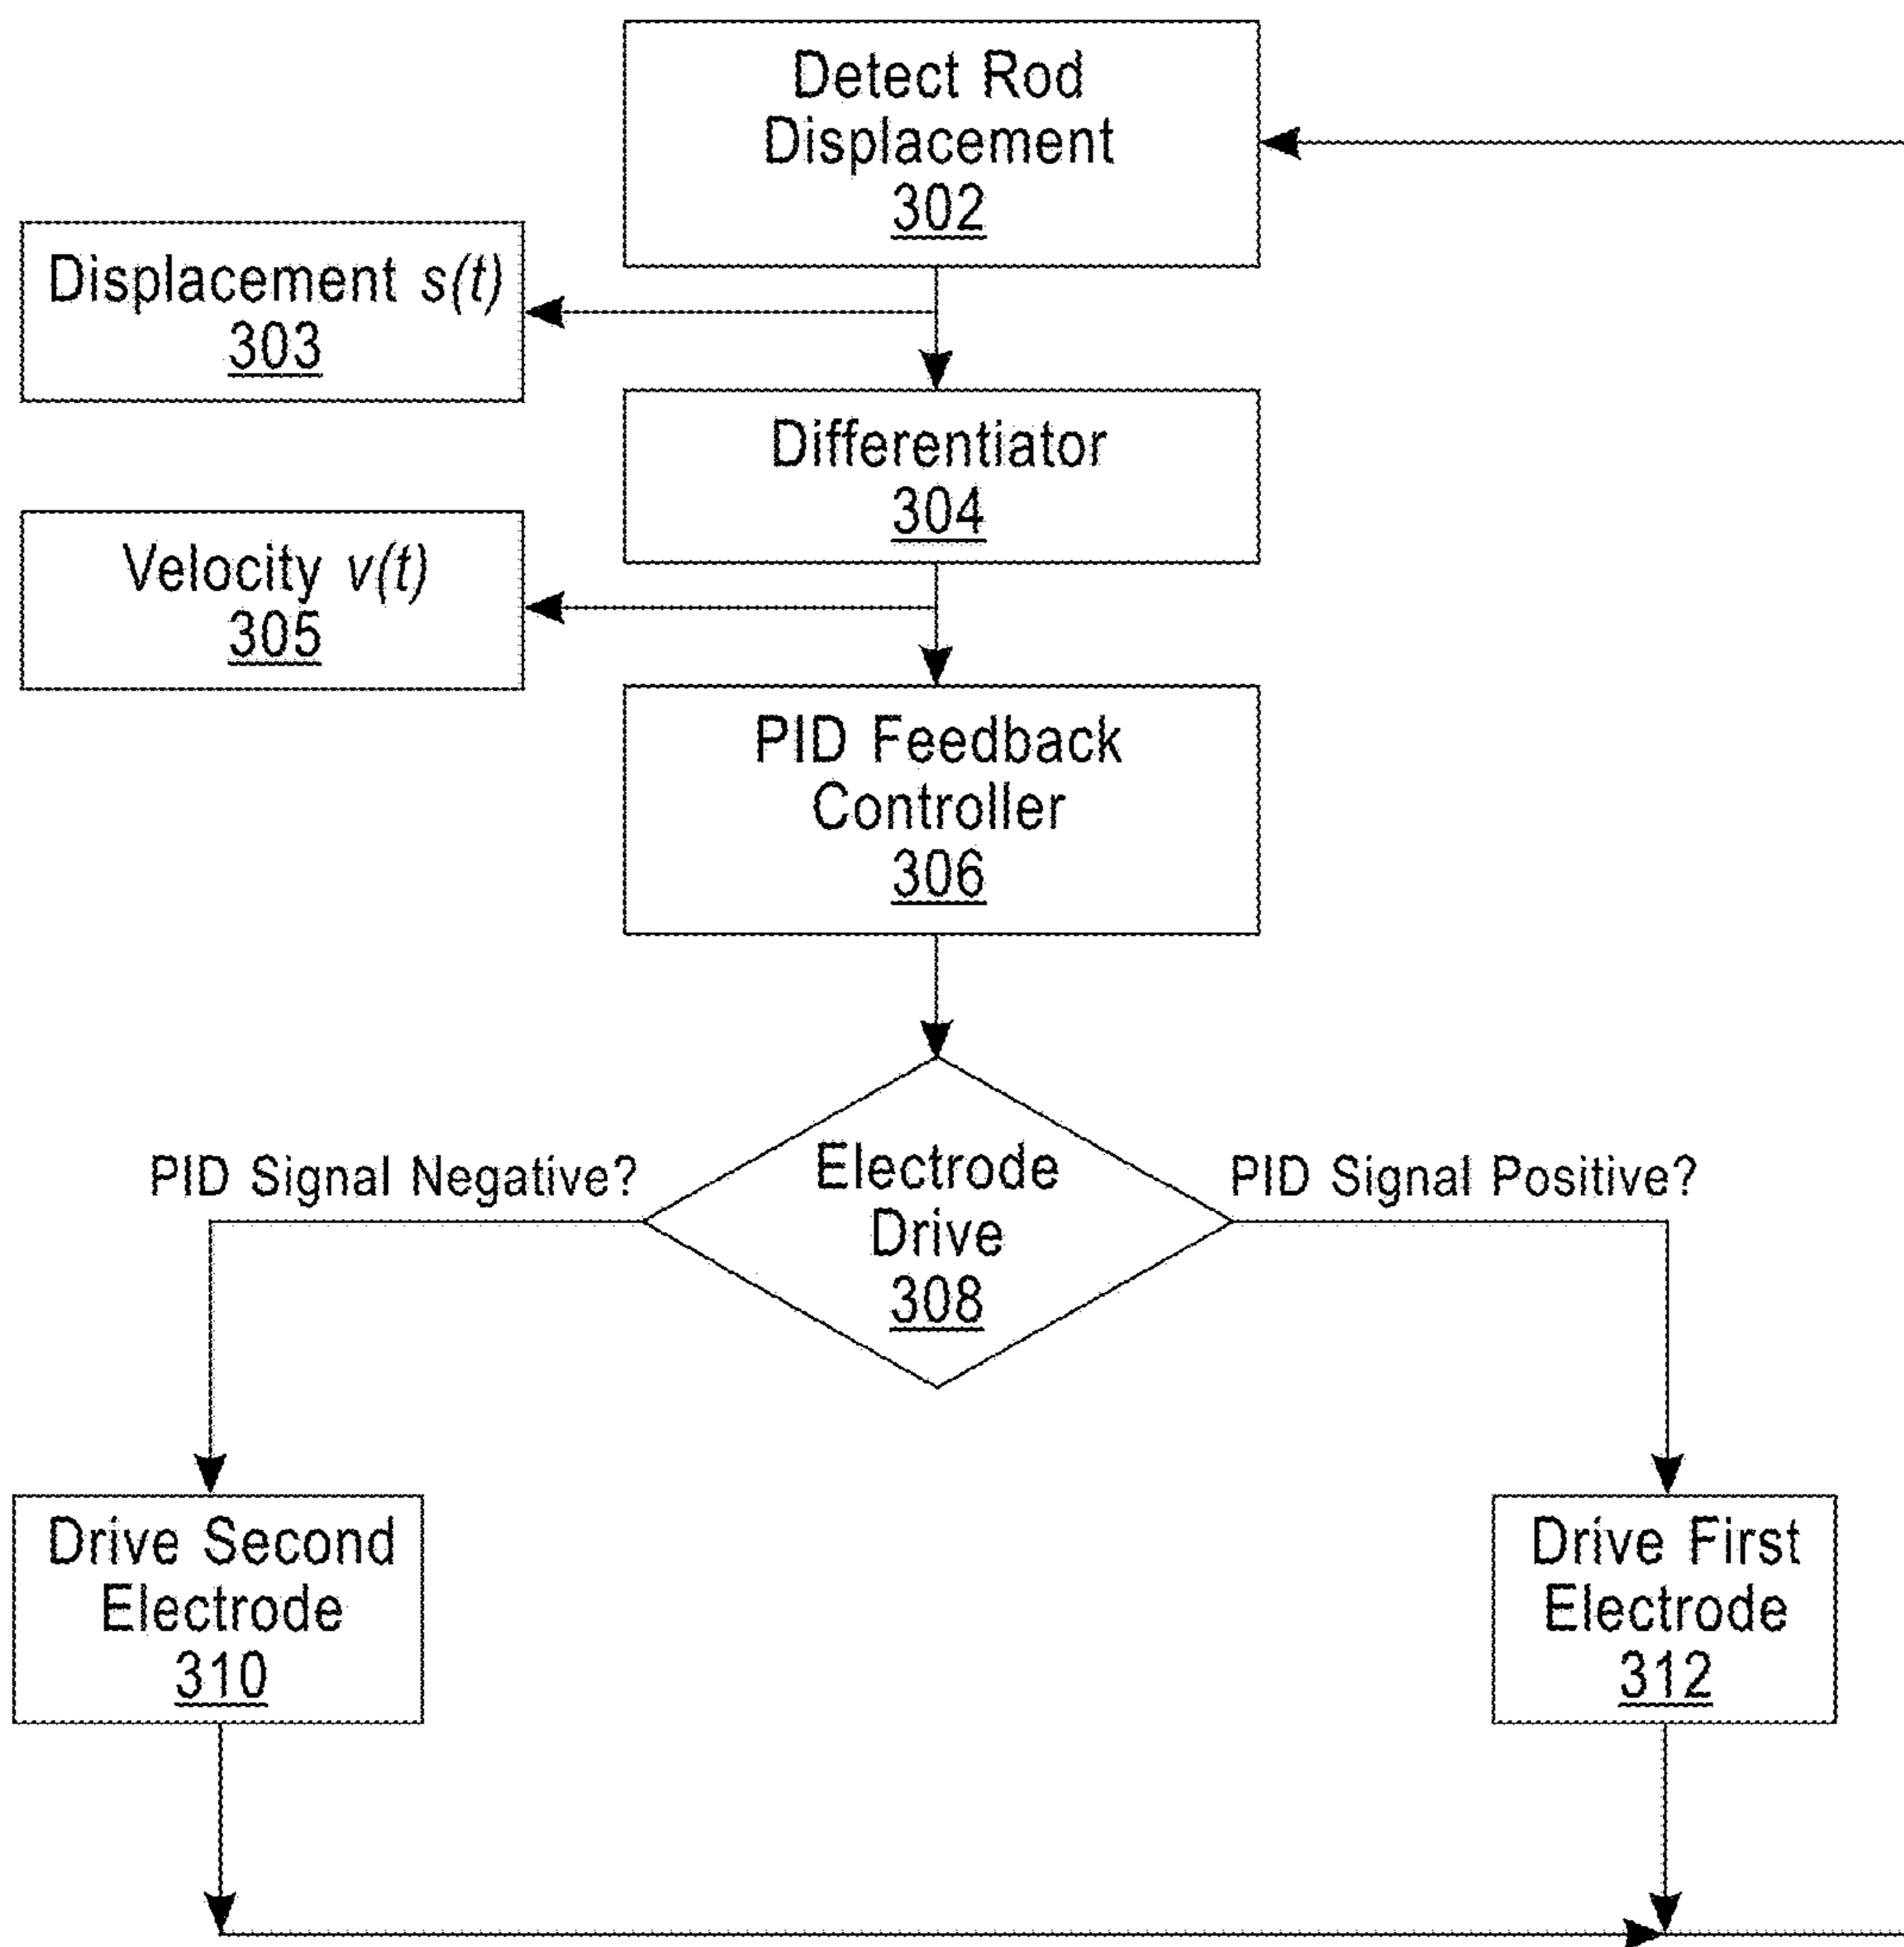 Detect Rod
Displacement
302
Displacement s(t)
303
Differentiator
304
Velocity v(t)
305
PID Feedback
Controller
306
PID Signal Negative?
Electrode
Drive
308
PID Signal Positive?
Drive Second
Electrode
310
Drive First
Electrode
312